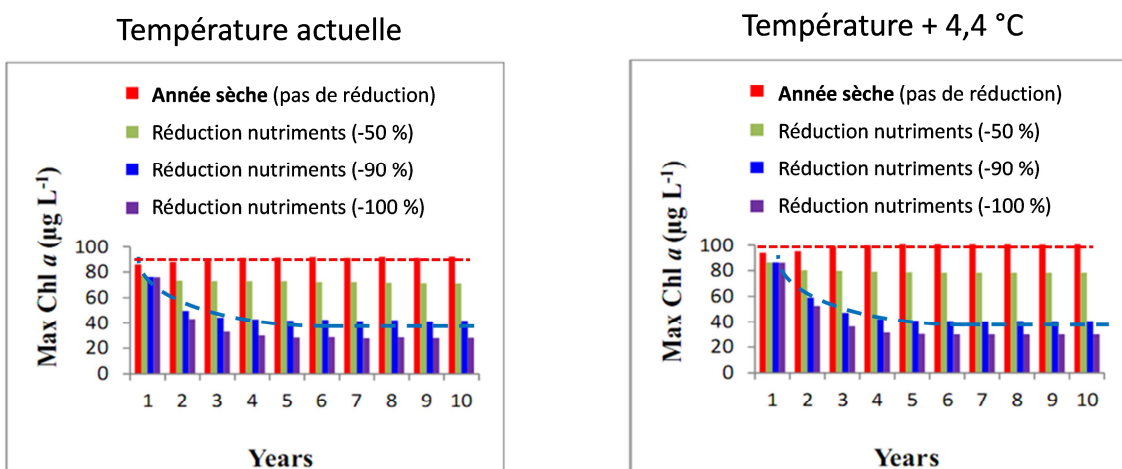 Température actuelle
Année sèche (pas de réduction)
Réduction nutriments (-50 %)
Réduction nutriments (-90 %)
Réduction nutriments (-100 %)
Max Chl a (µg L-1)
100
80
60
40
20
0
1 2 3 4 5 6 7 8 9 10
Years
Température + 4,4 °C
Année sèche (pas de réduction)
Réduction nutriments (-50 %)
Réduction nutriments (-90 %)
Réduction nutriments (-100 %)
Max Chl a (µg L-1)
100
80
60
40
20
0
1 2 3 4 5 6 7 8 9 10
Years